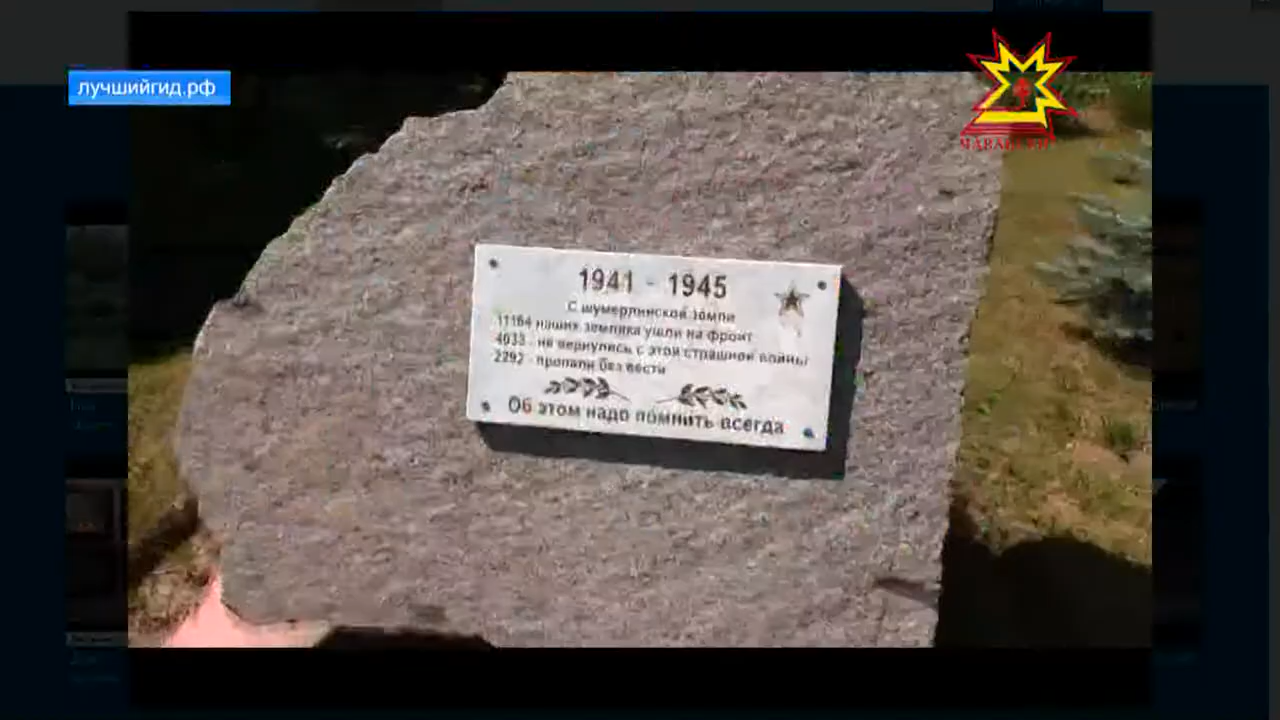 лучшийгид.рф
1941 - 1945
С шумерлинской земли
11164 наших земляка ушли на фронт
4033 - не вернулись с этой страшной войны
2292 - пропали без вести
Об этом надо помнить всегда